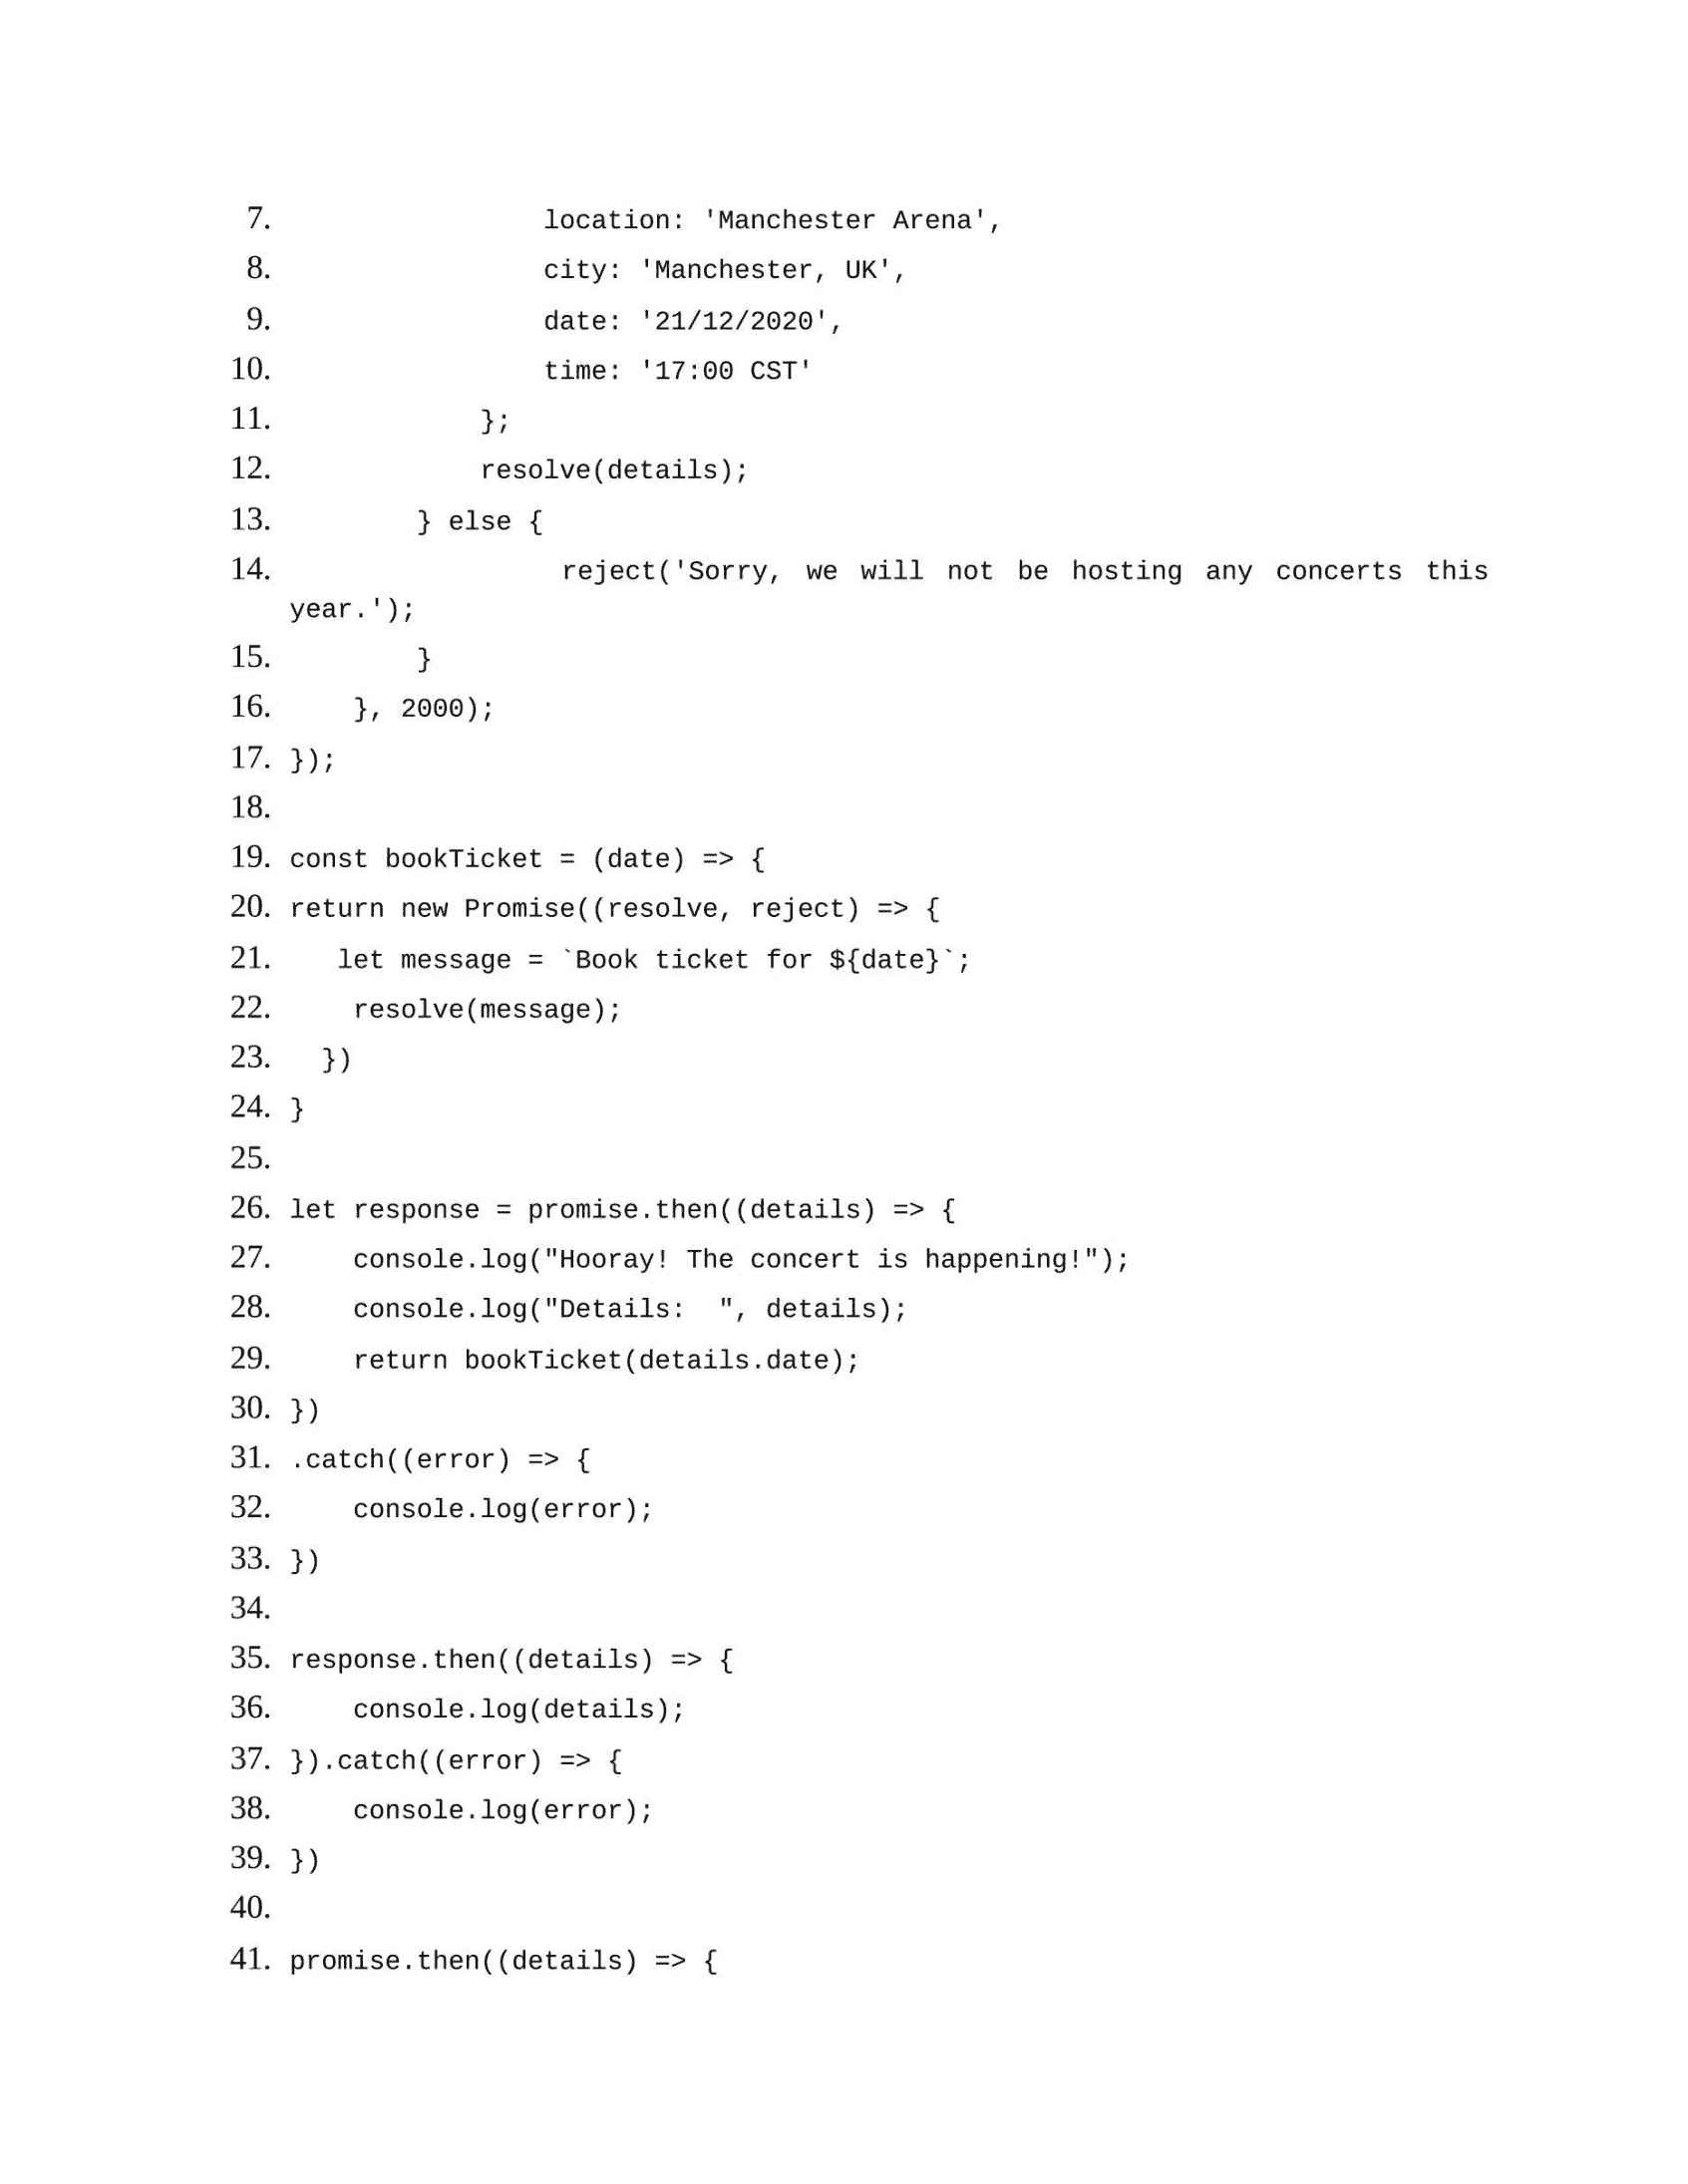 7. location: 'Manchester Arena',
8. city: 'Manchester, UK',
9. date: '21/12/2020',
10. time: '17:00 CST'
11. };
12. resolve(details);
13. } else {
14. reject('Sorry, we will not be hosting any concerts this
year.');
15. }
16. }, 2000);
17. });
18.
19. const bookTicket = (date) => {
20. return new Promise((resolve, reject) => {
21. let message = `Book ticket for ${date}`;
22. resolve(message);
23. })
24. }
25.
26. let response = promise.then((details) => {
27. console.log("Hooray! The concert is happening!");
28. console.log("Details:  ", details);
29. return bookTicket(details.date);
30. })
31. .catch((error) => {
32. console.log(error);
33. })
34.
35. response.then((details) => {
36. console.log(details);
37. }).catch((error) => {
38. console.log(error);
39. })
40.
41. promise.then((details) => {